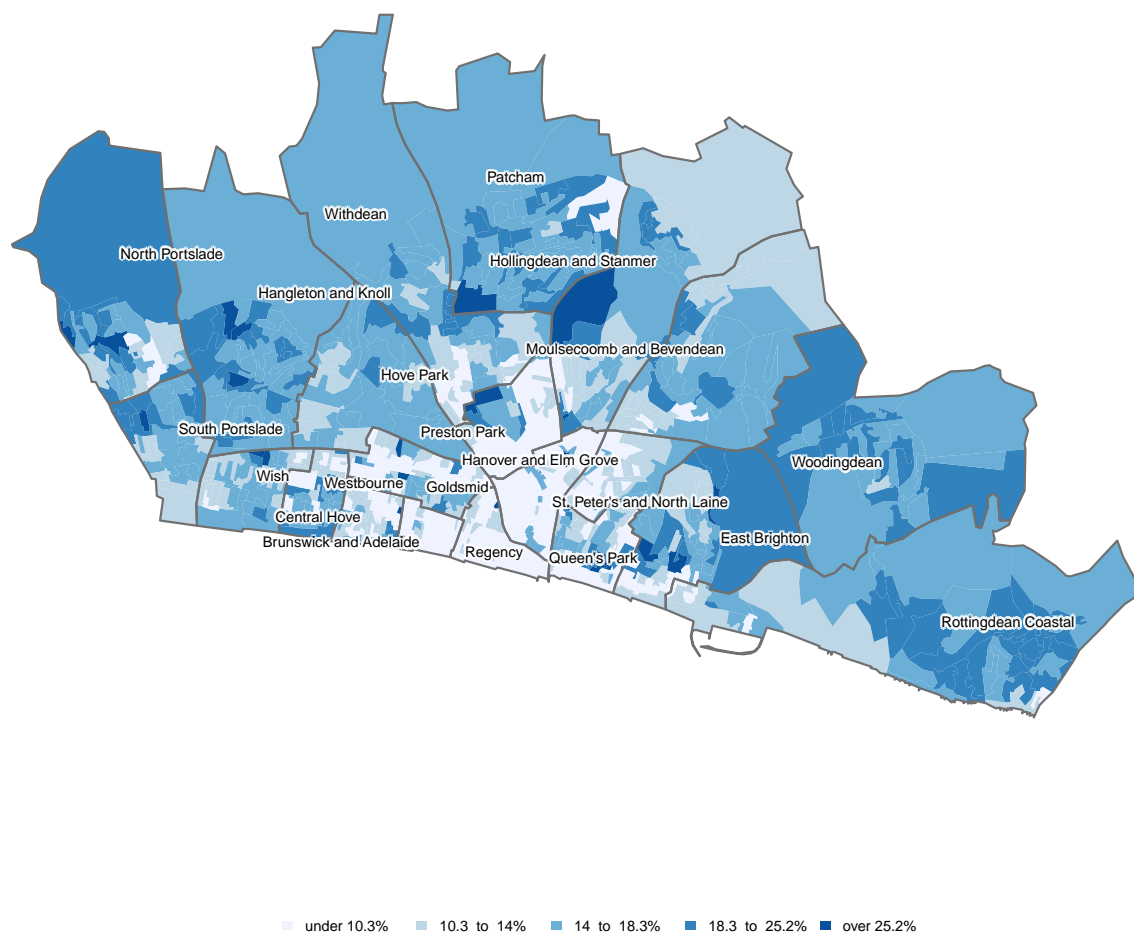 Patcham
Withdean
North Portslade
Hollingdean and Stanmer
Hangleton and Knoll
Moulsecoomb and Bevendean
Hove Park
South Portslade
Preston Park
Hanover and Elm Grove
Woodingdean
Wish
Westbourne
Goldsmid
St. Peter's and North Laine
Central Hove
East Brighton
Brunswick and Adelaide
Regency
Queen's Park
Rottingdean Coastal
under 10.3%
10.3 to 14%
14 to 18.3%
18.3 to 25.2%
over 25.2%